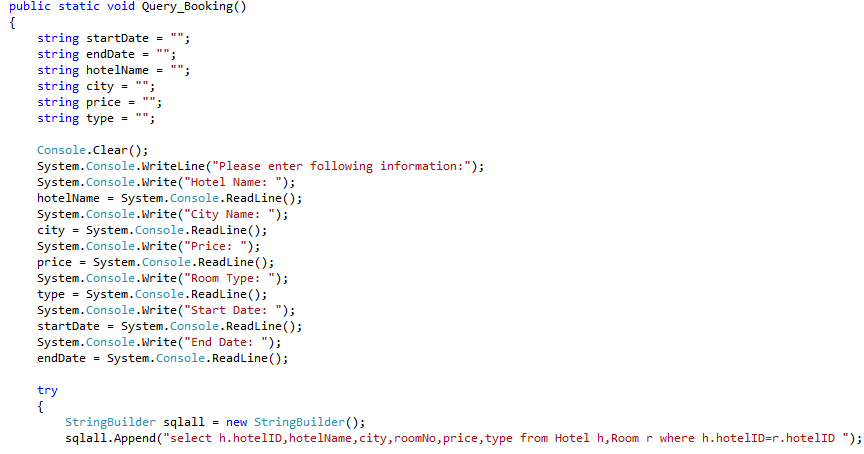 public static void Query_Booking()
{
    string startDate = "";
    string endDate = "";
    string hotelName = "";
    string city = "";
    string price = "";
    string type = "";

    Console.Clear();
    System.Console.WriteLine("Please enter following information:");
    System.Console.Write("Hotel Name: ");
    hotelName = System.Console.ReadLine();
    System.Console.Write("City Name: ");
    city = System.Console.ReadLine();
    System.Console.Write("Price: ");
    price = System.Console.ReadLine();
    System.Console.Write("Room Type: ");
    type = System.Console.ReadLine();
    System.Console.Write("Start Date: ");
    startDate = System.Console.ReadLine();
    System.Console.Write("End Date: ");
    endDate = System.Console.ReadLine();

    try
    {
        StringBuilder sqlall = new StringBuilder();
        sqlall.Append("select h.hotelID,hotelName,city,roomNo,price,type from Hotel h,Room r where h.hotelID=r.hotelID ");